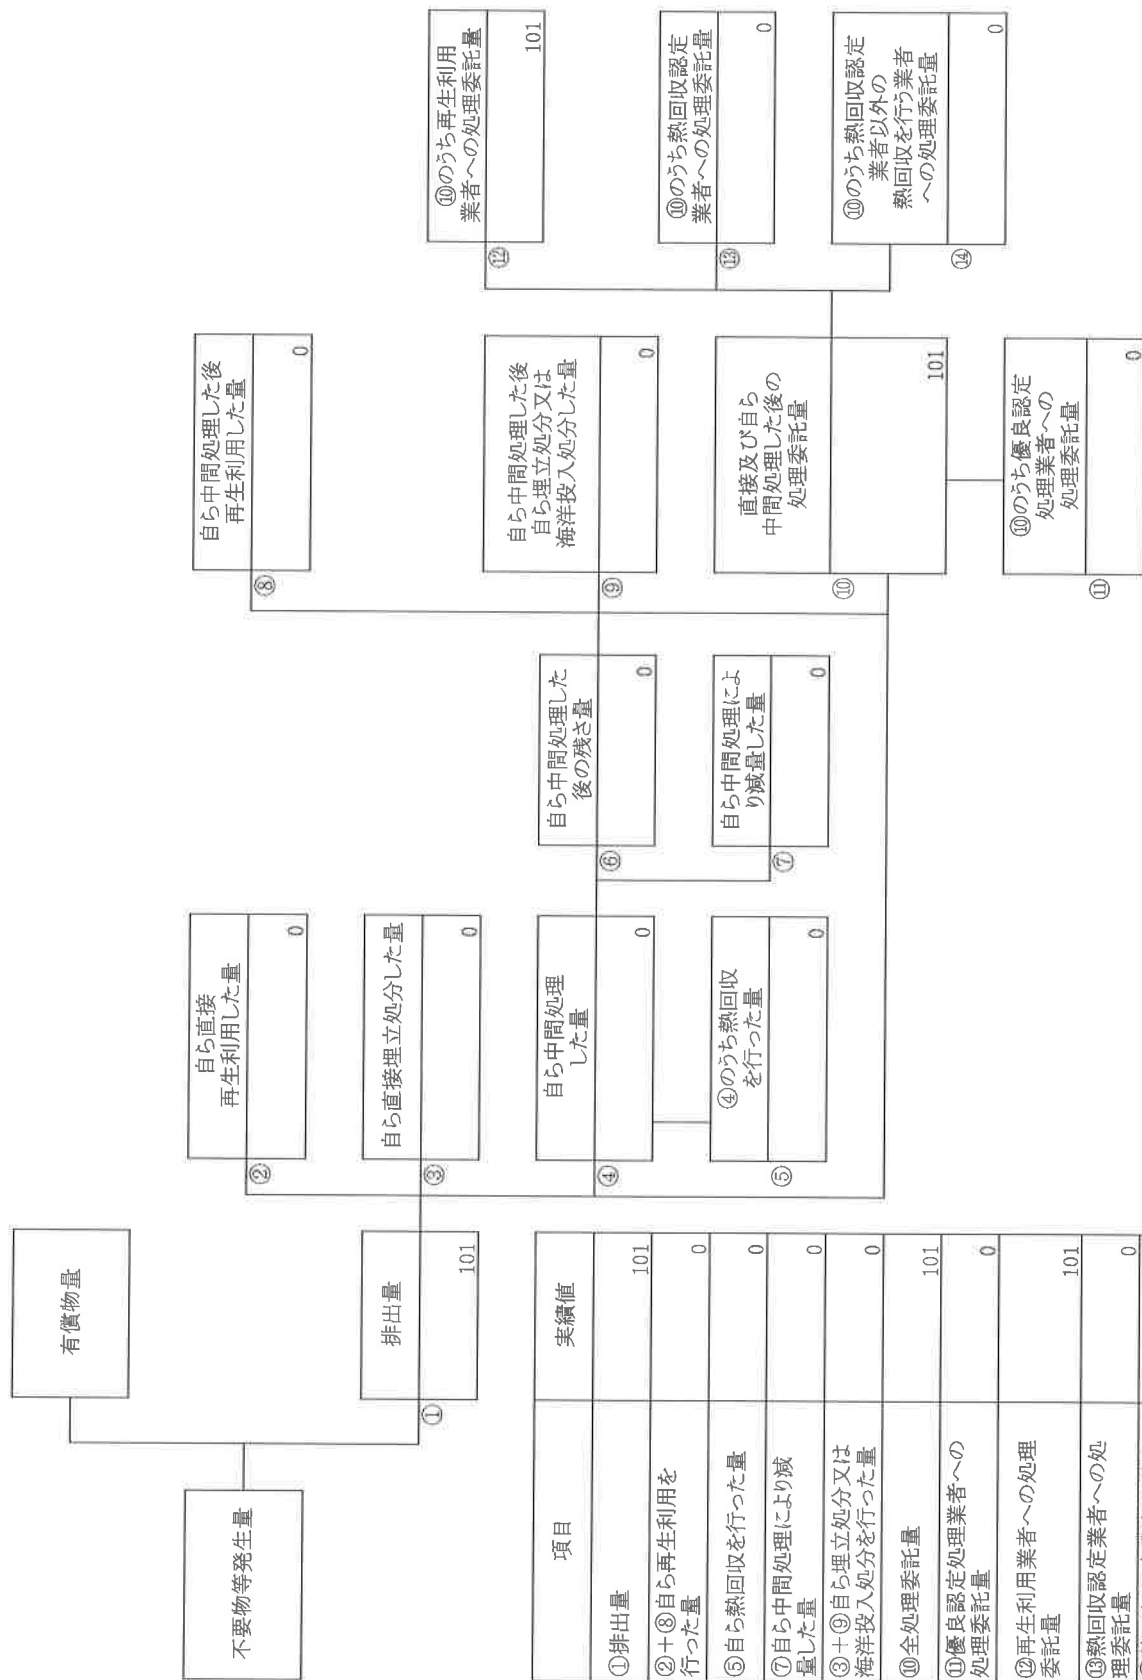 不要物等発生量
有償物量
①
排出量
101
②
自ら直接
再生利用した量
0
③
自ら直接埋立処分した量
0
④
自ら中間処理
した量
0
⑤
④のうち熱回収
を行った量
0
⑥
自ら中間処理した
後の残さ量
0
⑦
自ら中間処理によ
り減量した量
0
⑧
自ら中間処理した後
再生利用した量
0
⑨
自ら中間処理した後
自ら埋立処分又は
海洋投入処分した量
0
⑩
直接及び自ら
中間処理した後の
処理委託量
101
⑪
⑩のうち優良認定
処理業者への
処理委託量
0
⑫
⑩のうち再生利用
業者への処理委託量
101
⑬
⑩のうち熱回収認定
業者への処理委託量
0
⑭
⑩のうち熱回収認定
業者以外の
熱回収を行う業者
への処理委託量
0
項目 実績値
①排出量 101
②+⑧自ら再生利用を
行った量 0
⑤自ら熱回収を行った量 0
⑦自ら中間処理により減
量した量 0
③+⑨自ら埋立処分又は
海洋投入処分を行った量 0
⑩全処理委託量 101
⑪優良認定処理業者への
処理委託量 0
⑫再生利用業者への処理
委託量 101
⑬熱回収認定業者への処
理委託量 0